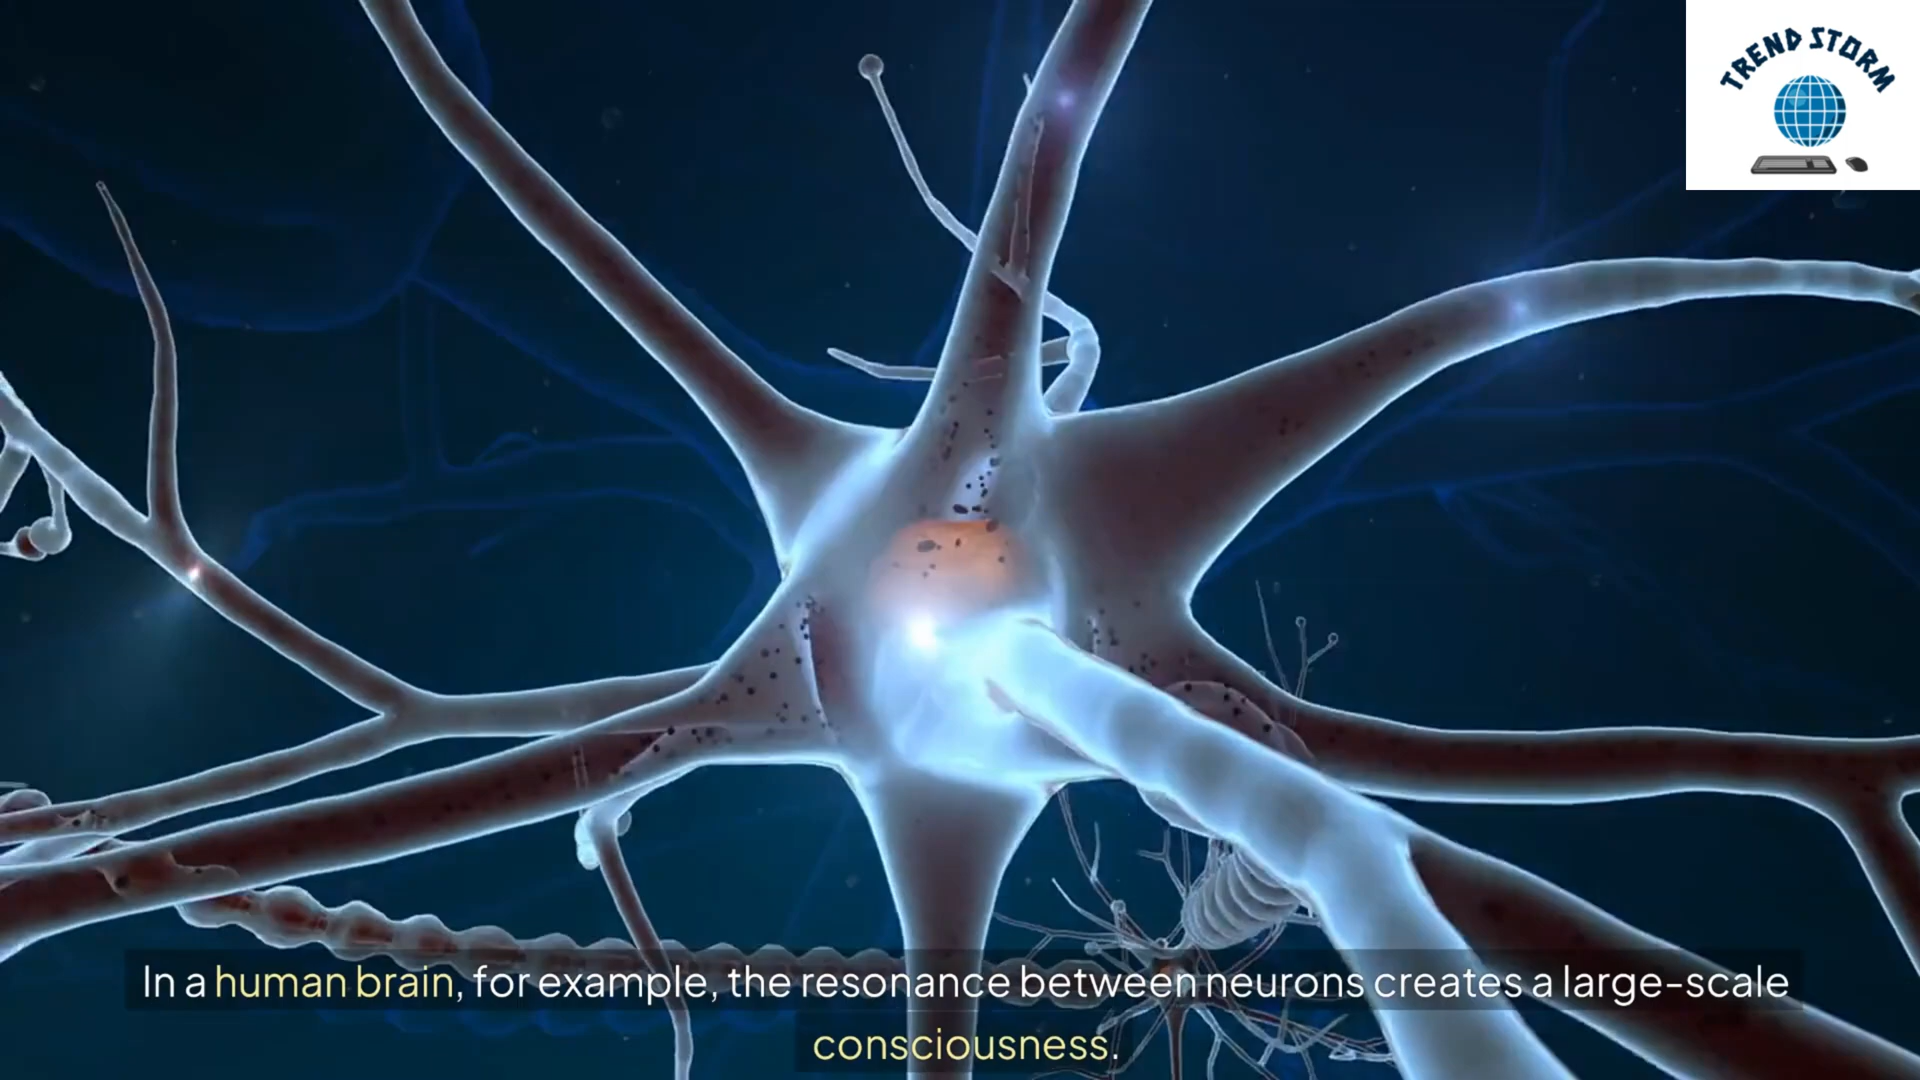 TREND STORM
In a human brain, for example, the resonance between neurons creates a large-scale
consciousness.